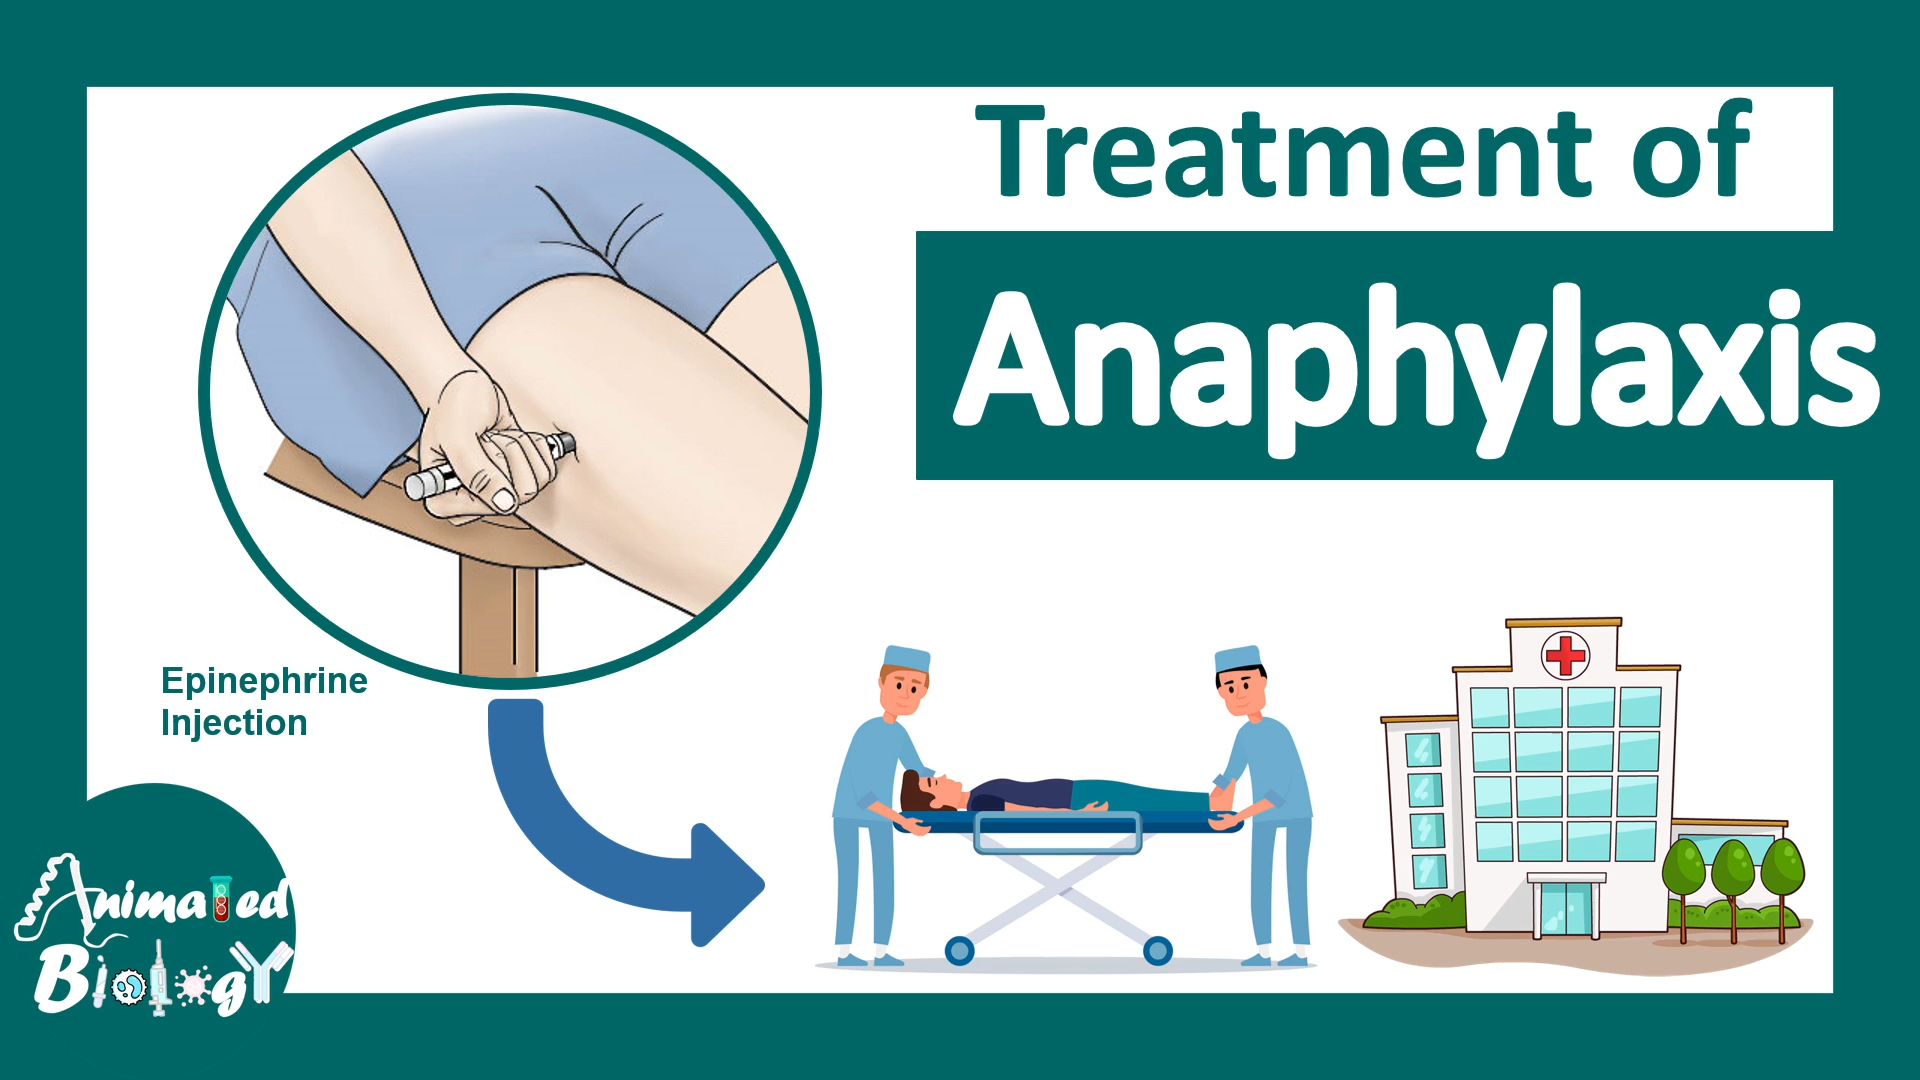 Treatment of
Anaphylaxis
Epinephrine
Injection
Animated
Biology